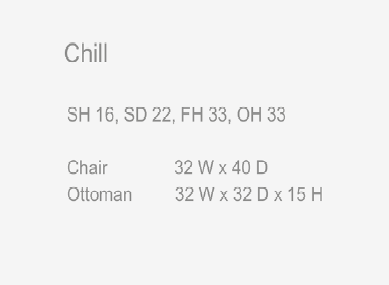 Chill
SH 16, SD 22, FH 33, OH 33
Chair 32 W x 40 D
Ottoman 32 W x 32 D x 15 H